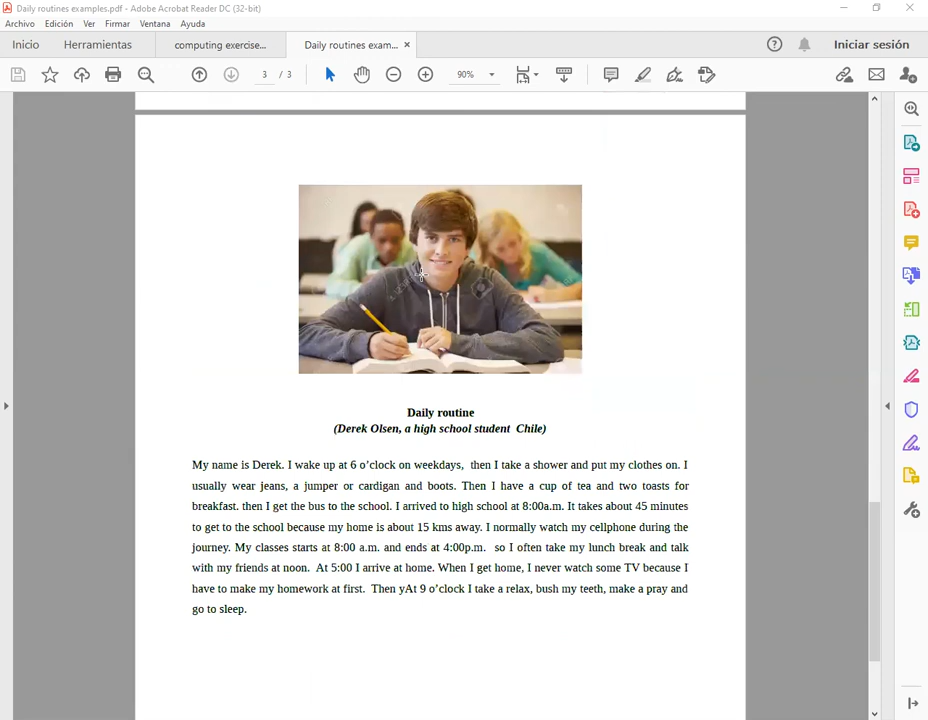 Daily routines examples.pdf - Adobe Acrobat Reader DC (32-bit)
Archivo Edición Ver Firmar Ventana Ayuda
Inicio Herramientas computing exercise... Daily routines exam... × Iniciar sesión
3 / 3 90%
Daily routine
(Derek Olsen, a high school student Chile)
My name is Derek. I wake up at 6 o’clock on weekdays, then I take a shower and put my clothes on. I
usually wear jeans, a jumper or cardigan and boots. Then I have a cup of tea and two toasts for
breakfast. then I get the bus to the school. I arrived to high school at 8:00a.m. It takes about 45 minutes
to get to the school because my home is about 15 kms away. I normally watch my cellphone during the
journey. My classes starts at 8:00 a.m. and ends at 4:00p.m. so I often take my lunch break and talk
with my friends at noon. At 5:00 I arrive at home. When I get home, I never watch some TV because I
have to make my homework at first. Then yAt 9 o’clock I take a relax, bush my teeth, make a pray and
go to sleep.